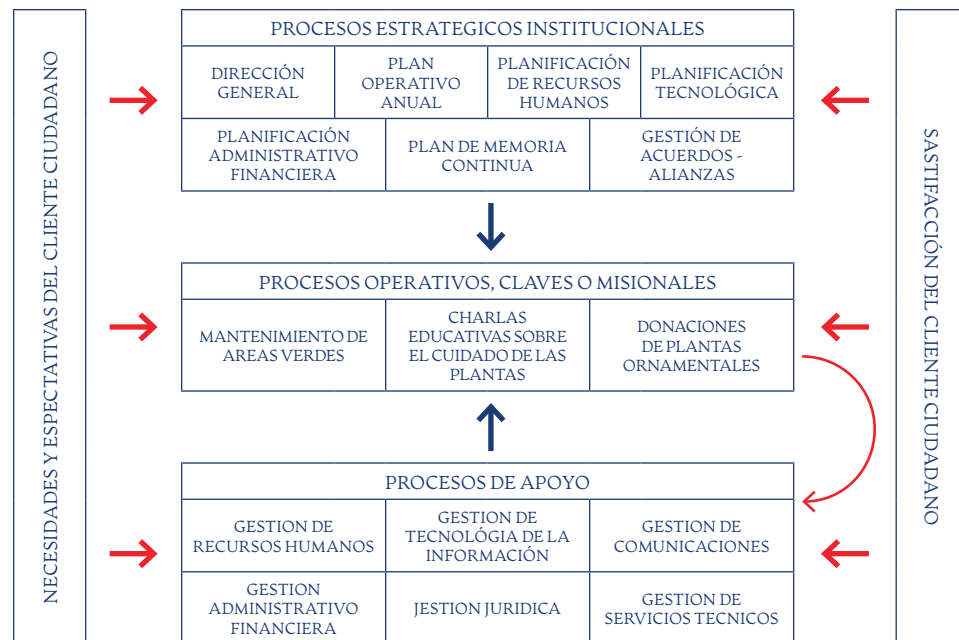 NECESIDADES Y ESPECTATIVAS DEL CLIENTE CIUDADANO
PROCESOS ESTRATEGICOS INSTITUCIONALES
DIRECCIÓN
GENERAL
PLAN
OPERATIVO
ANUAL
PLANIFICACIÓN
DE RECURSOS
HUMANOS
PLANIFICACIÓN
TECNOLÓGICA
PLANIFICACIÓN
ADMINISTRATIVO
FINANCIERA
PLAN DE MEMORIA
CONTINUA
GESTIÓN DE
ACUERDOS -
ALIANZAS
PROCESOS OPERATIVOS, CLAVES O MISIONALES
MANTENIMIENTO DE
AREAS VERDES
CHARLAS
EDUCATIVAS SOBRE
EL CUIDADO DE LAS
PLANTAS
DONACIONES
DE PLANTAS
ORNAMENTALES
PROCESOS DE APOYO
GESTION DE
RECURSOS HUMANOS
GESTION DE
TECNOLÓGIA DE LA
INFORMACIÓN
GESTION DE
COMUNICACIONES
GESTION
ADMINISTRATIVO
FINANCIERA
JESTION JURIDICA
GESTION DE
SERVICIOS TECNICOS
SASTIFACCIÓN DEL CLIENTE CIUDADANO